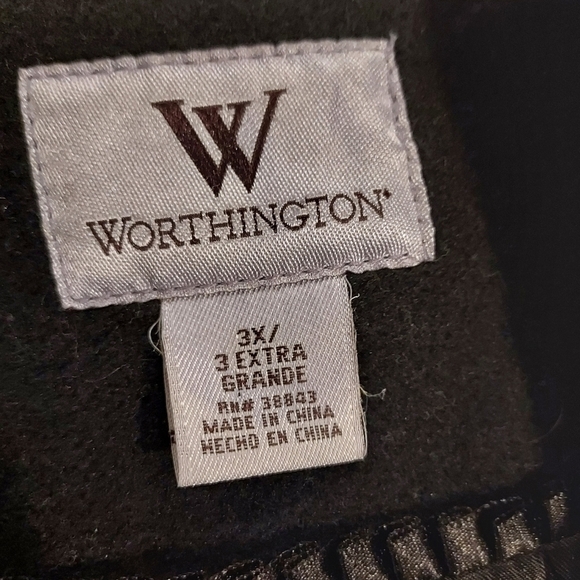 W
WORTHINGTON
3X/
3 EXTRA
GRANDE
RN# 38843
MADE IN CHINA
HECHO EN CHINA